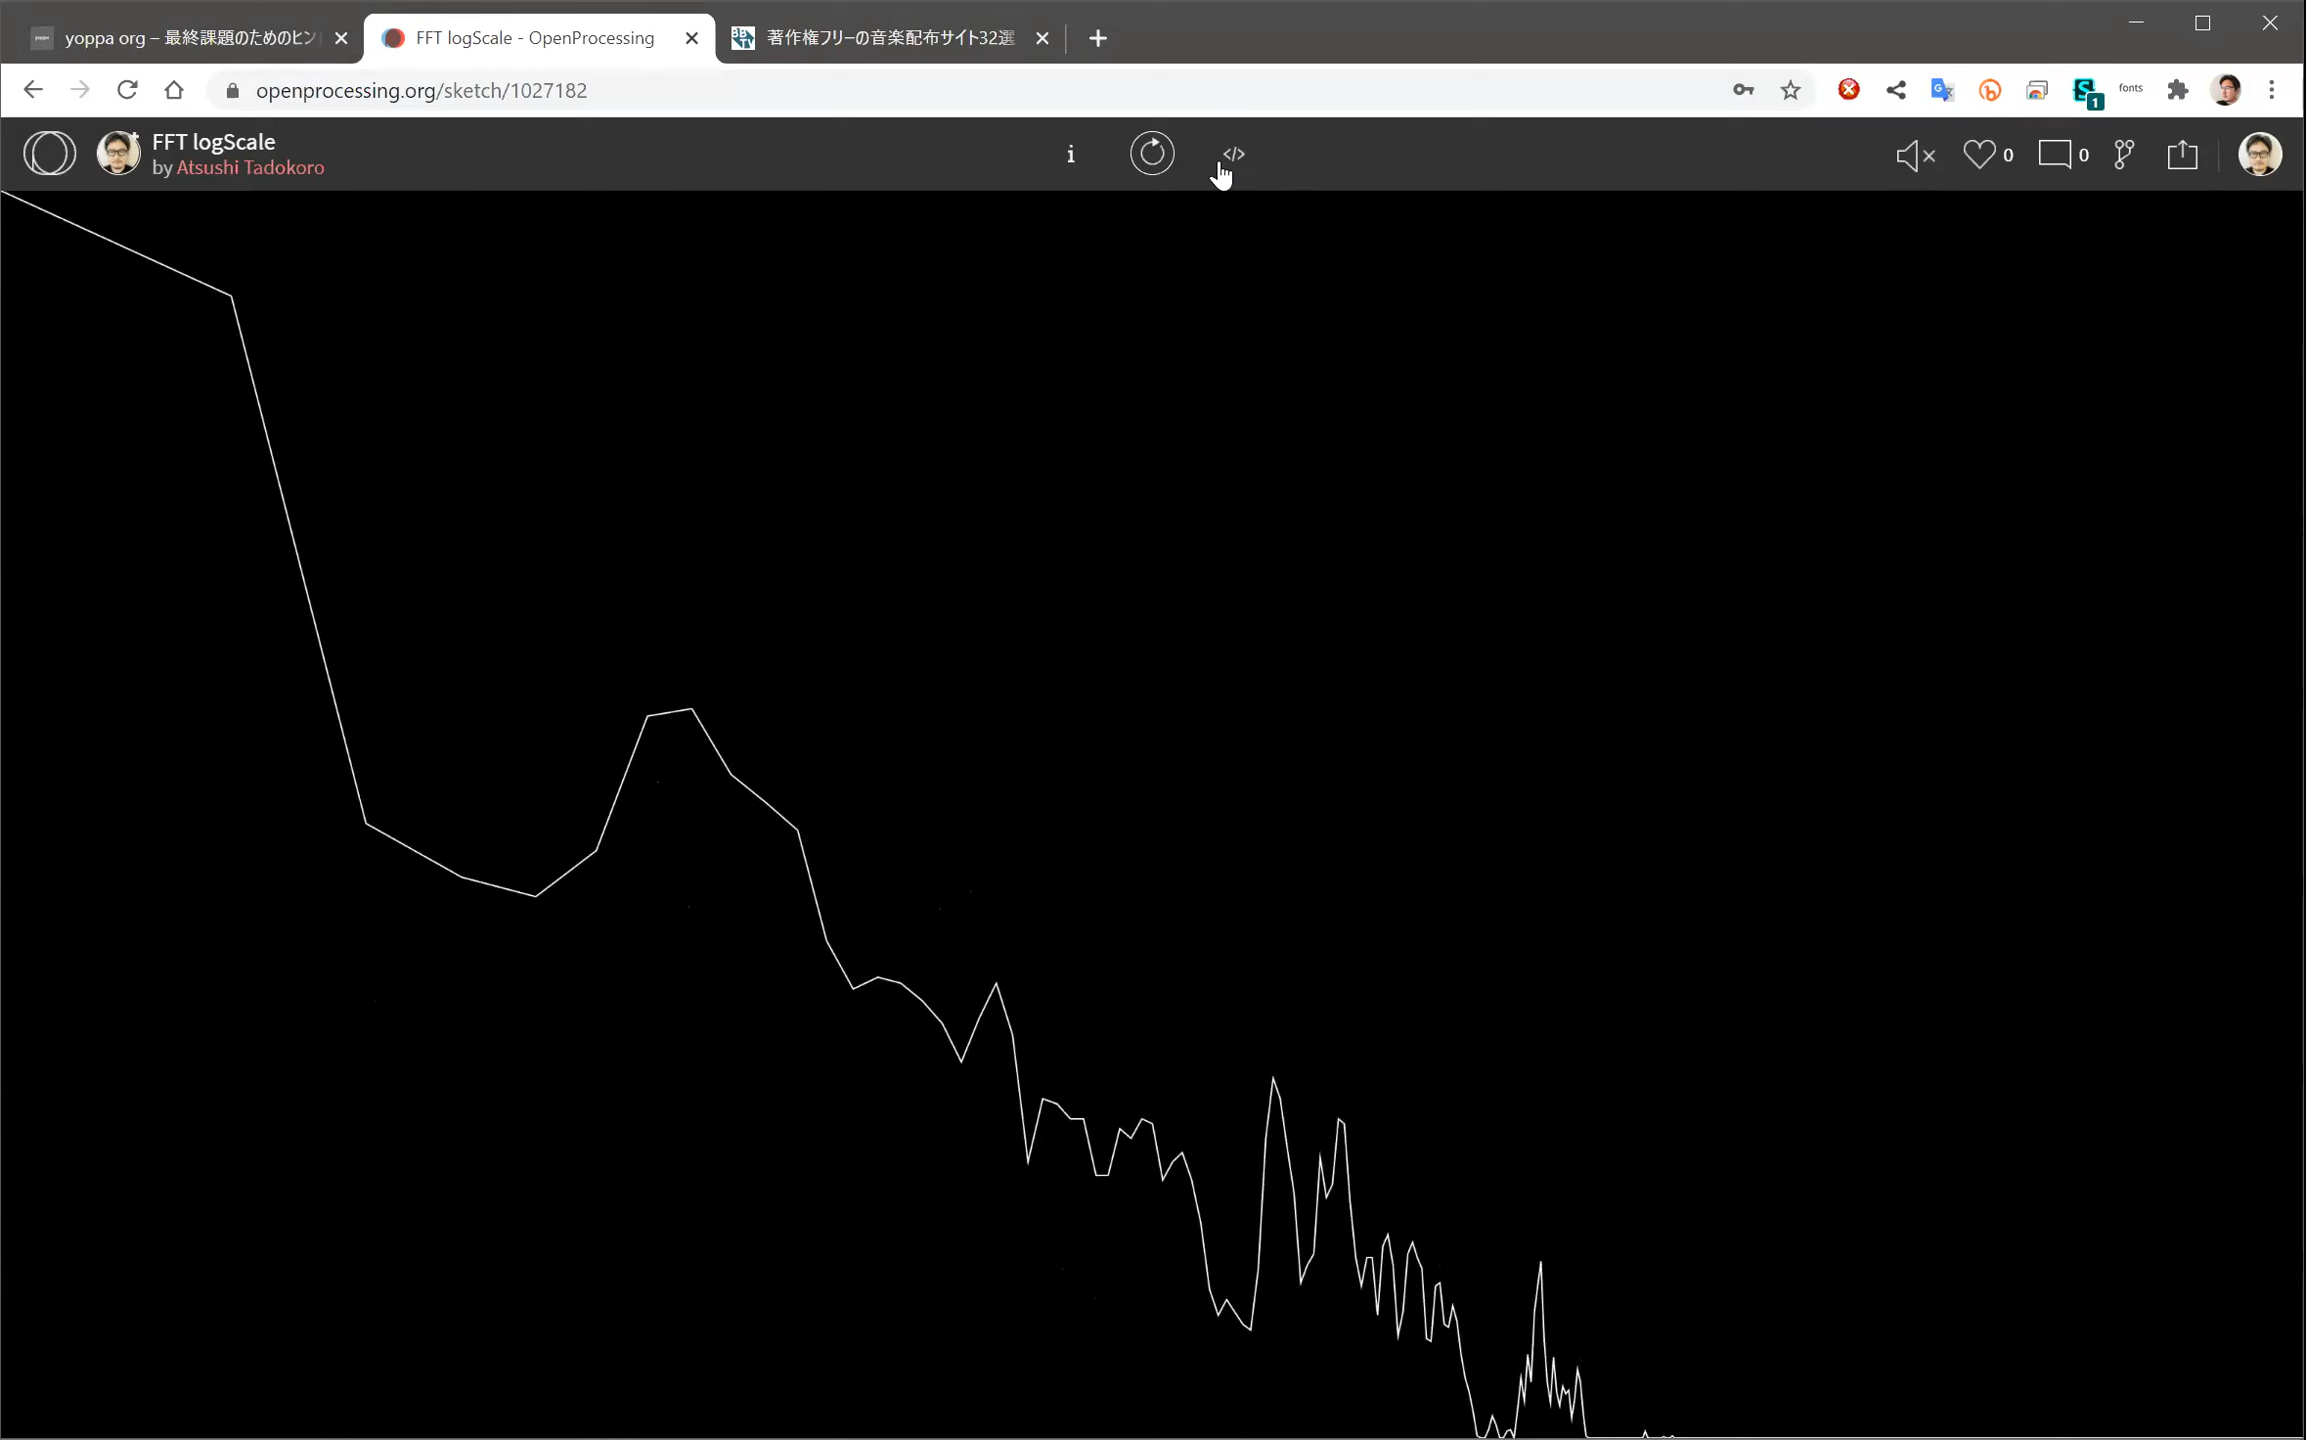 yoppa org – 最終課題のためのヒン
FFT logScale - OpenProcessing
著作権フリーの音楽配布サイト32選
openprocessing.org/sketch/1027182
fonts
1
FFT logScale
by Atsushi Tadokoro
i
</>
0
0